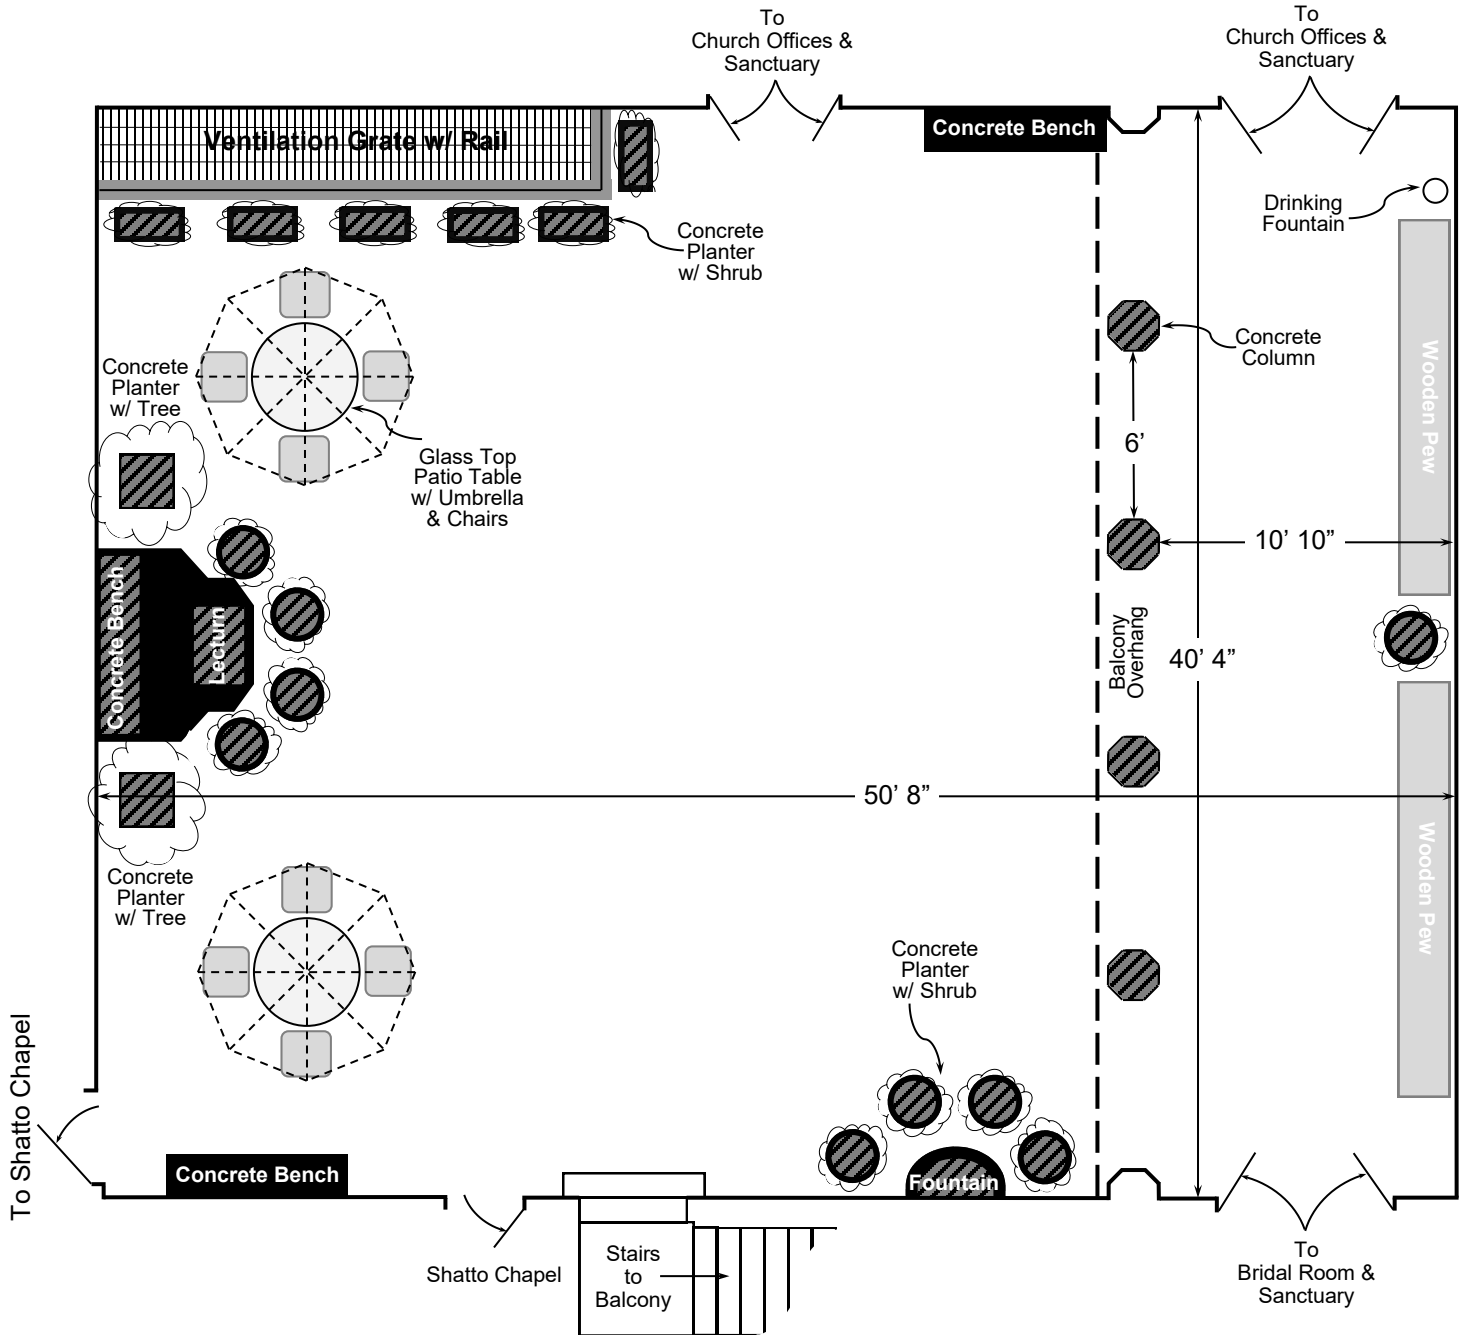 To
Church Offices &
Sanctuary
To
Church Offices &
Sanctuary
Ventilation Grate w/ Rail
Concrete Bench
Drinking
Fountain
Concrete
Planter
w/ Shrub
Concrete
Column
Wooden Pew
Concrete
Planter
w/ Tree
6’
Glass Top
Patio Table
w/ Umbrella
& Chairs
10’ 10”
Concrete Bench
Lecturn
Balcony
Overhang
40’ 4”
50’ 8”
Wooden Pew
Concrete
Planter
w/ Tree
Concrete
Planter
w/ Shrub
To Shatto Chapel
Concrete Bench
Fountain
Shatto Chapel
Stairs
to
Balcony
To
Bridal Room &
Sanctuary